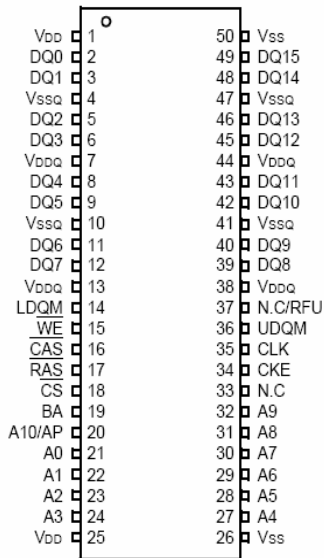 VDD 1 50 VSS
DQ0 2 49 DQ15
DQ1 3 48 DQ14
VSSQ 4 47 VSSQ
DQ2 5 46 DQ13
DQ3 6 45 DQ12
VDDQ 7 44 VDDQ
DQ4 8 43 DQ11
DQ5 9 42 DQ10
VSSQ 10 41 VSSQ
DQ6 11 40 DQ9
DQ7 12 39 DQ8
VDDQ 13 38 VDDQ
LDQM 14 37 N.C/RFU
W̅E̅ 15 36 UDQM
C̅A̅S̅ 16 35 CLK
R̅A̅S̅ 17 34 CKE
C̅S̅ 18 33 N.C
BA 19 32 A9
A10/AP 20 31 A8
A0 21 30 A7
A1 22 29 A6
A2 23 28 A5
A3 24 27 A4
VDD 25 26 VSS